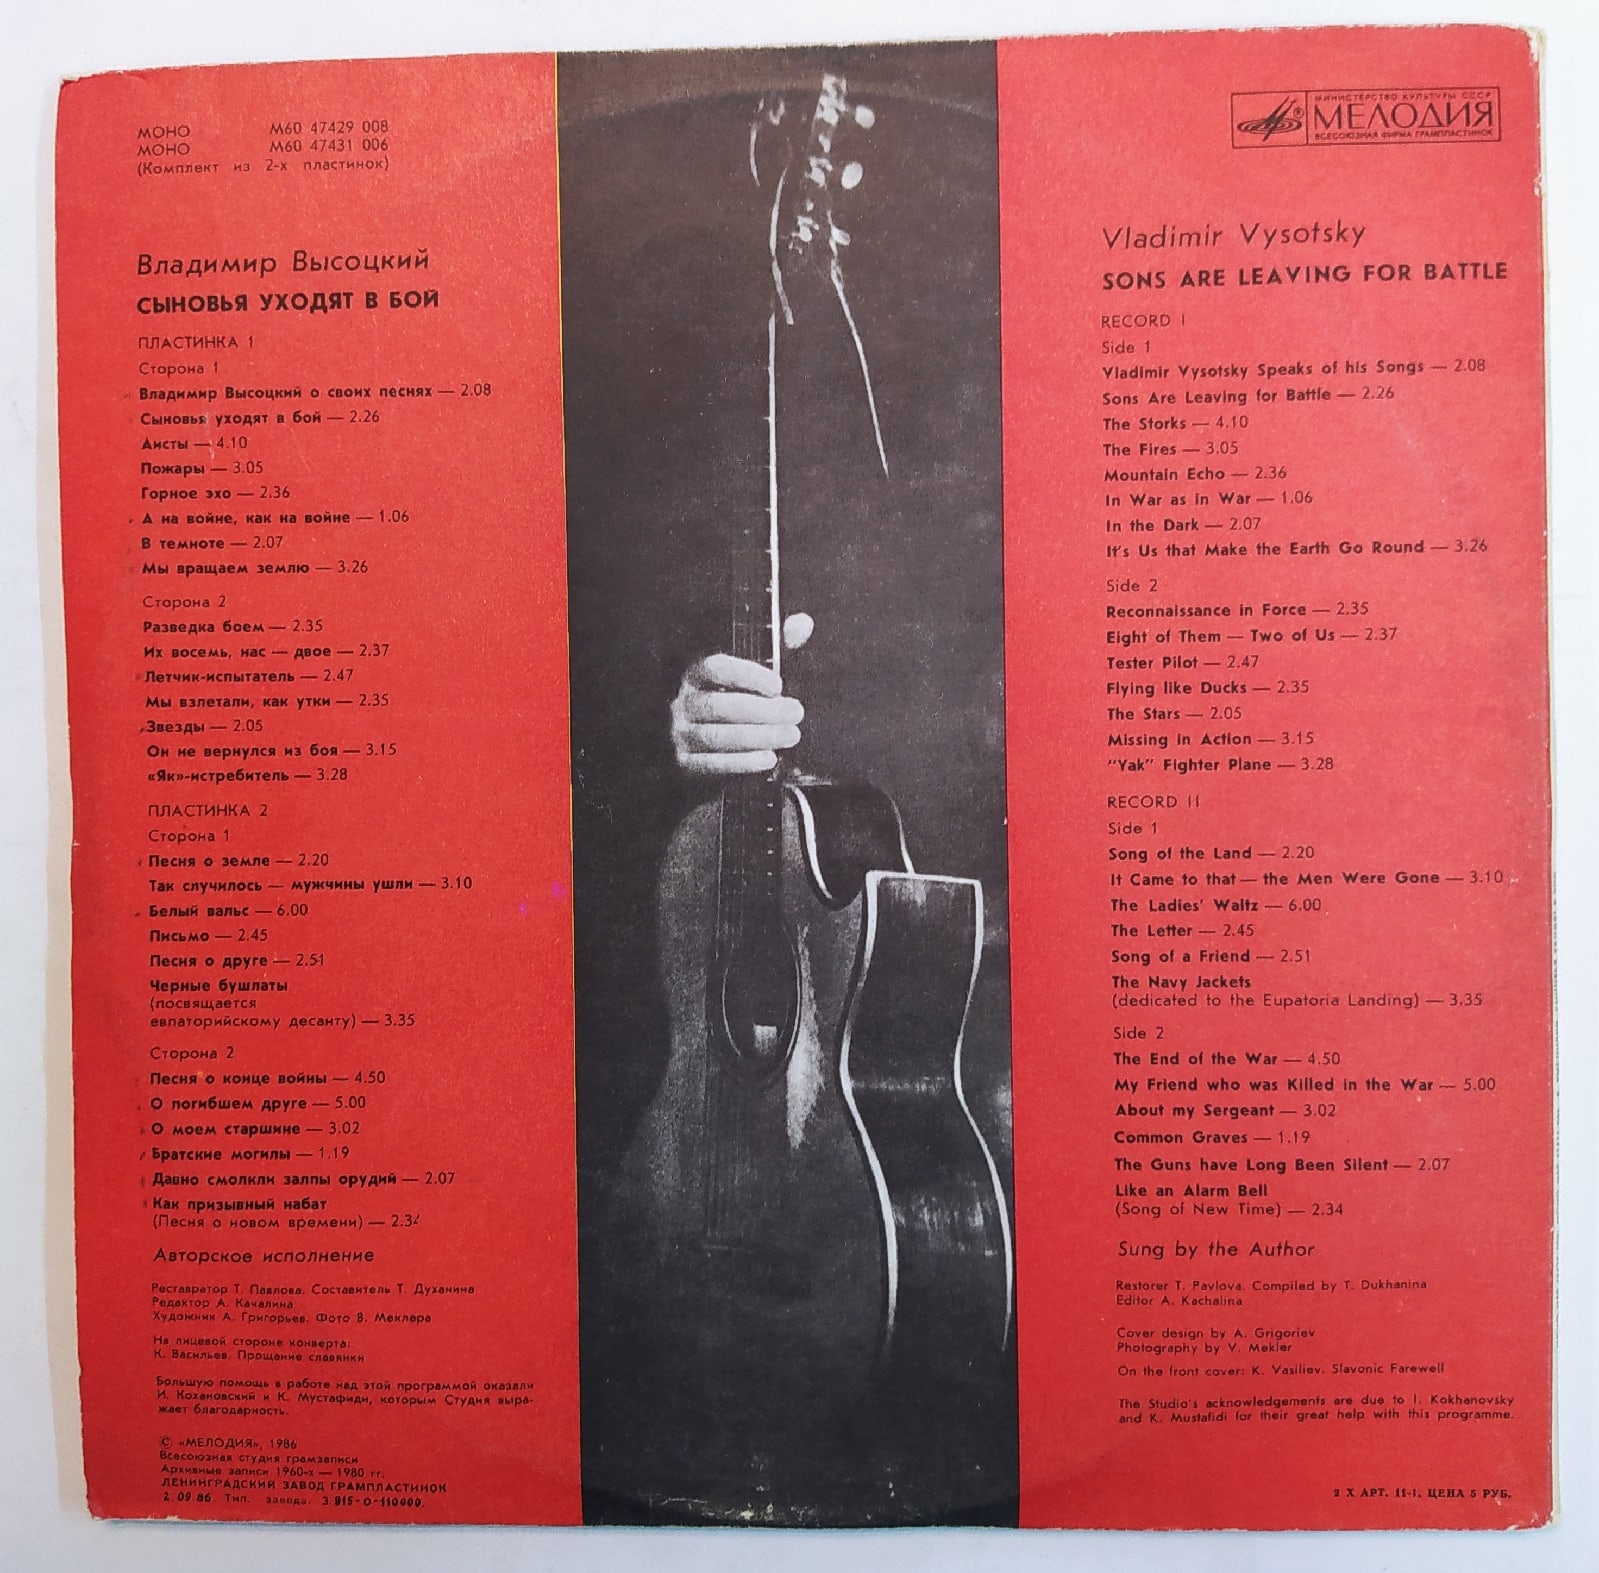 МОНО М60 47429 008
МОНО М60 47431 006
(Комплект из 2-х пластинок)
Владимир Высоцкий
СЫНОВЬЯ УХОДЯТ В БОЙ
ПЛАСТИНКА 1
Сторона 1
Владимир Высоцкий о своих песнях — 2.08
Сыновья уходят в бой — 2.26
Аисты — 4.10
Пожары — 3.05
Горное эхо — 2.36
А на войне, как на войне — 1.06
В темноте — 2.07
Мы вращаем землю — 3.26
Сторона 2
Разведка боем — 2.35
Их восемь, нас — двое — 2.37
Летчик-испытатель — 2.47
Мы взлетали, как утки — 2.35
Звезды — 2.05
Он не вернулся из боя — 3.15
«Як»-истребитель — 3.28
ПЛАСТИНКА 2
Сторона 1
Песня о земле — 2.20
Так случилось — мужчины ушли — 3.10
Белый вальс — 6.00
Письмо — 2.45
Песня о друге — 2.51
Черные бушлаты
(посвящается
евпаторийскому десанту) — 3.35
Сторона 2
Песня о конце войны — 4.50
О погибшем друге — 5.00
О моем старшине — 3.02
Братские могилы — 1.19
Давно смолкли залпы орудий — 2.07
Как призывный набат
(Песня о новом времени) — 2.34
Авторское исполнение
Реставратор Т. Павлова. Составитель Т. Духанина
Редактор А. Качалина
Художник А. Григорьев. Фото В. Меклера
На лицевой стороне конверта:
К. Васильев. Прощание славянки
Большую помощь в работе над этой программой оказали
И. Кохановский и К. Мустафиди, которым Студия выра-
жает благодарность.
© «МЕЛОДИЯ», 1986
Всесоюзная студия грамзаписи
Архивные записи 1960-х — 1980 гг.
ЛЕНИНГРАДСКИЙ ЗАВОД ГРАМПЛАСТИНОК
2.09.86 Тип. завода. 3.915-0-110000.
МИНИСТЕРСТВО КУЛЬТУРЫ СССР
МЕЛОДИЯ
ВСЕСОЮЗНАЯ ФИРМА ГРАМПЛАСТИНОК
Vladimir Vysotsky
SONS ARE LEAVING FOR BATTLE
RECORD I
Side 1
Vladimir Vysotsky Speaks of his Songs — 2.08
Sons Are Leaving for Battle — 2.26
The Storks — 4.10
The Fires — 3.05
Mountain Echo — 2.36
In War as in War — 1.06
In the Dark — 2.07
It's Us that Make the Earth Go Round — 3.26
Side 2
Reconnaissance in Force — 2.35
Eight of Them — Two of Us — 2.37
Tester Pilot — 2.47
Flying like Ducks — 2.35
The Stars — 2.05
Missing in Action — 3.15
"Yak" Fighter Plane — 3.28
RECORD II
Side 1
Song of the Land — 2.20
It Came to that — the Men Were Gone — 3.10
The Ladies' Waltz — 6.00
The Letter — 2.45
Song of a Friend — 2.51
The Navy Jackets
(dedicated to the Eupatoria Landing) — 3.35
Side 2
The End of the War — 4.50
My Friend who was Killed in the War — 5.00
About my Sergeant — 3.02
Common Graves — 1.19
The Guns have Long Been Silent — 2.07
Like an Alarm Bell
(Song of New Time) — 2.34
Sung by the Author
Restorer T. Pavlova. Compiled by T. Dukhanina
Editor A. Kachalina
Cover design by A. Grigoriev
Photography by V. Mekler
On the front cover: K. Vasiliev. Slavonic Farewell
The Studio's acknowledgements are due to I. Kokhanovsky
and K. Mustafidi for their great help with this programme.
2 Х АРТ. 11-1. ЦЕНА 5 РУБ.